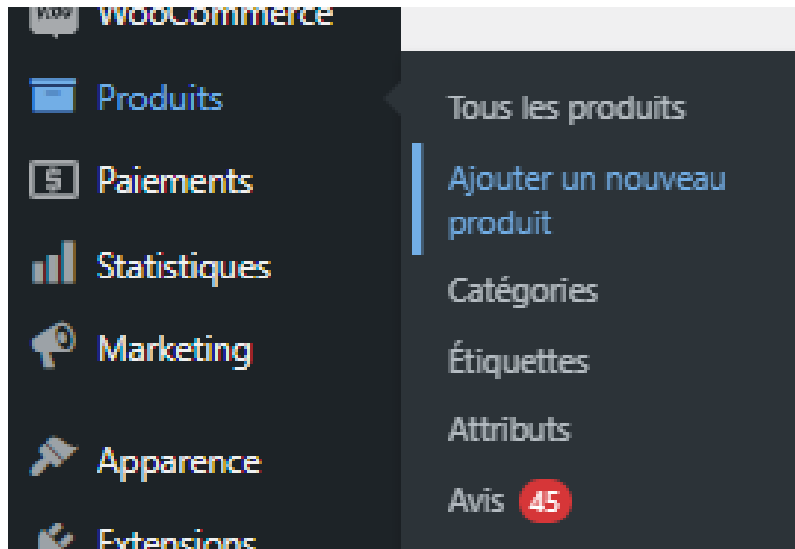 WooCommerce
Produits
Paiements
Statistiques
Marketing
Apparence
Extensions
Tous les produits
Ajouter un nouveau
produit
Catégories
Étiquettes
Attributs
Avis 45